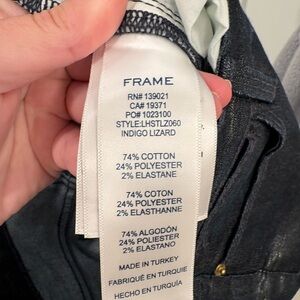 FRAME
RN# 139021
CA# 19371
PO# 1023100
STYLE:LHSTLZ060
INDIGO LIZARD
74% COTTON
24% POLYESTER
2% ELASTANE
74% COTON
24% POLYESTER
2% ELASTHANNE
74% ALGODÓN
24% POLIESTER
2% ELASTANO
MADE IN TURKEY
FABRIQUÉ EN TURQUIE
HECHO EN TURQUÍA